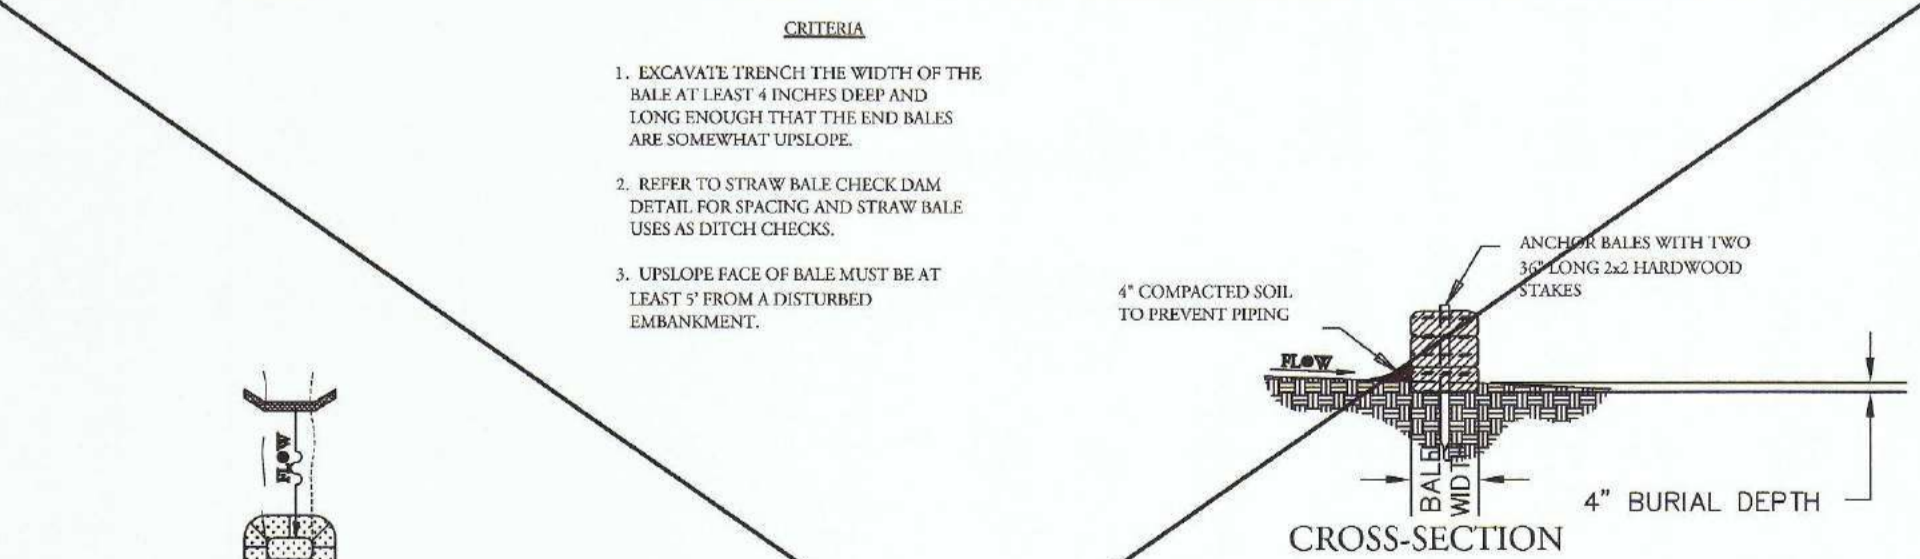 CRITERIA
1. EXCAVATE TRENCH THE WIDTH OF THE
BALE AT LEAST 4 INCHES DEEP AND
LONG ENOUGH THAT THE END BALES
ARE SOMEWHAT UPSLOPE.
2. REFER TO STRAW BALE CHECK DAM
DETAIL FOR SPACING AND STRAW BALE
USES AS DITCH CHECKS.
3. UPSLOPE FACE OF BALE MUST BE AT
LEAST 5' FROM A DISTURBED
EMBANKMENT.
FLOW
ANCHOR BALES WITH TWO
36" LONG 2x2 HARDWOOD
STAKES
4" COMPACTED SOIL
TO PREVENT PIPING
FLOW
BALE
WIDTH
4" BURIAL DEPTH
CROSS-SECTION